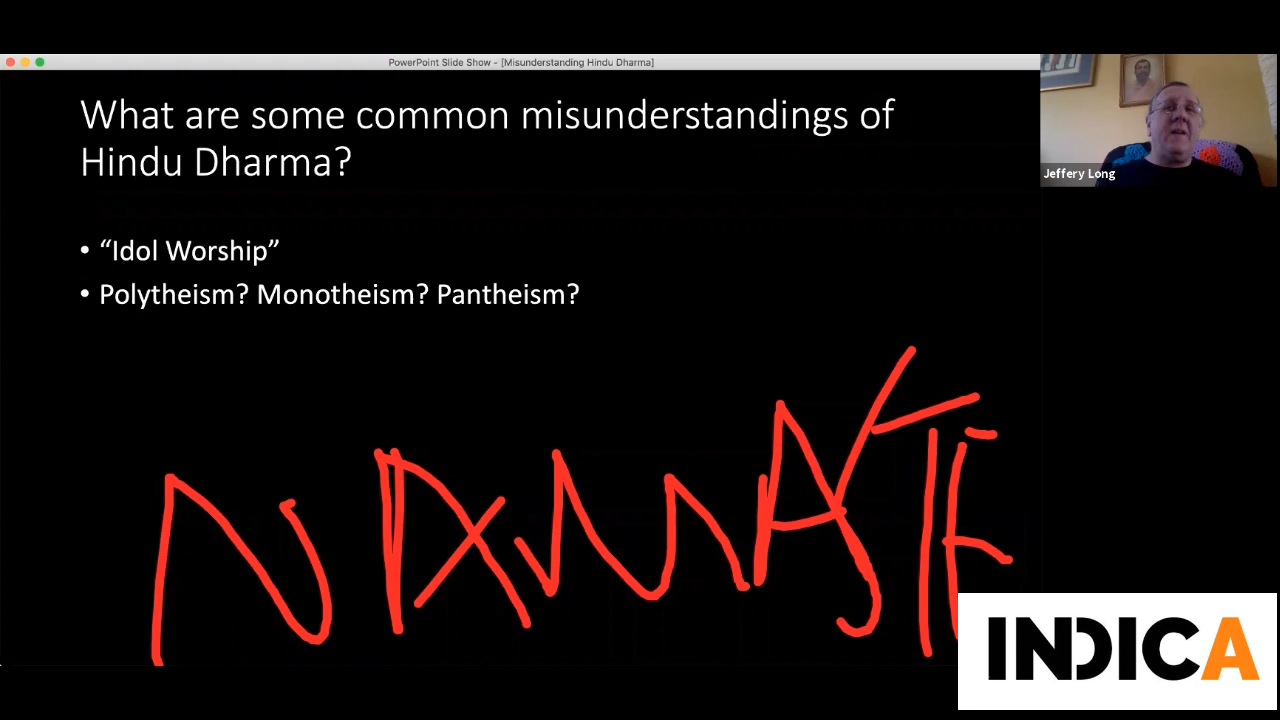 PowerPoint Slide Show - [Misunderstanding Hindu Dharma]
What are some common misunderstandings of
Hindu Dharma?
• “Idol Worship”
• Polytheism? Monotheism? Pantheism?
Jeffery Long
NAMASTE
INDICA